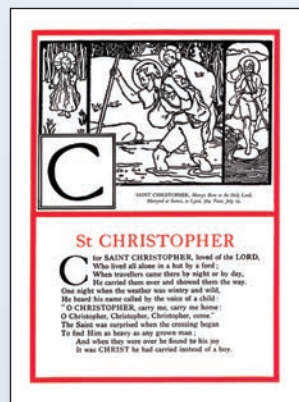 C
SAINT CHRISTOPHER, Martyr. Bore us the Holy Lord.
Martyred at Samos, in Lycia, 364. Feast, July 25.
St CHRISTOPHER
C for SAINT CHRISTOPHER, loved of the LORD,
Who lived all alone in a hut by a ford;
When travellers came there by night or by day,
He carried them over and showed them the way.
One night when the weather was wintry and wild,
He heard his name called by the voice of a child:
"O CHRISTOPHER, carry me, carry me home:
O Christopher, Christopher, Christopher, come."
The Saint was surprised when the crossing began
To find Him as heavy as any grown man;
And when they were over he found to his joy
It was CHRIST he had carried instead of a boy.